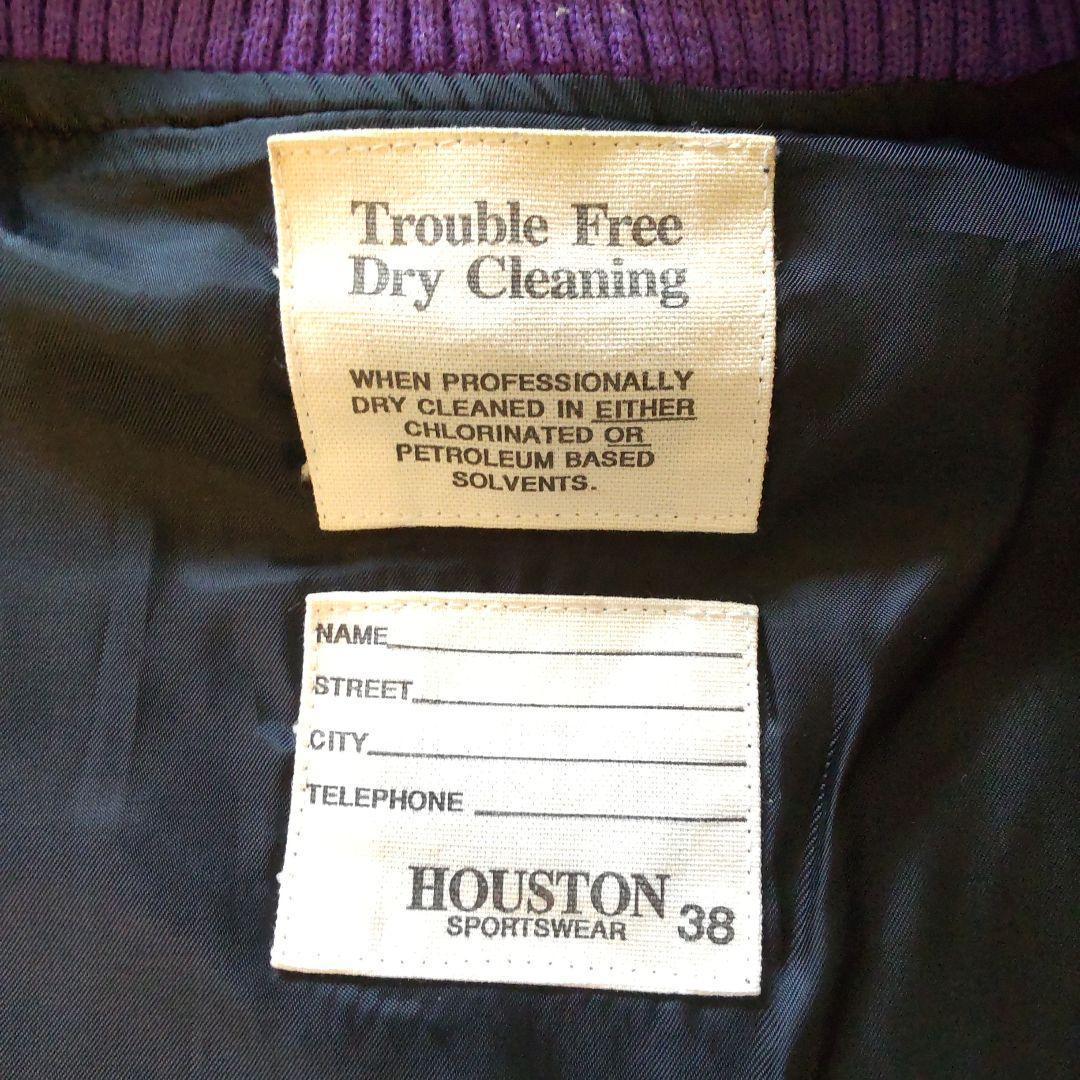 Trouble Free
Dry Cleaning
WHEN PROFESSIONALLY
DRY CLEANED IN EITHER
CHLORINATED OR
PETROLEUM BASED
SOLVENTS.
NAME
STREET
CITY
TELEPHONE
HOUSTON
SPORTSWEAR 38